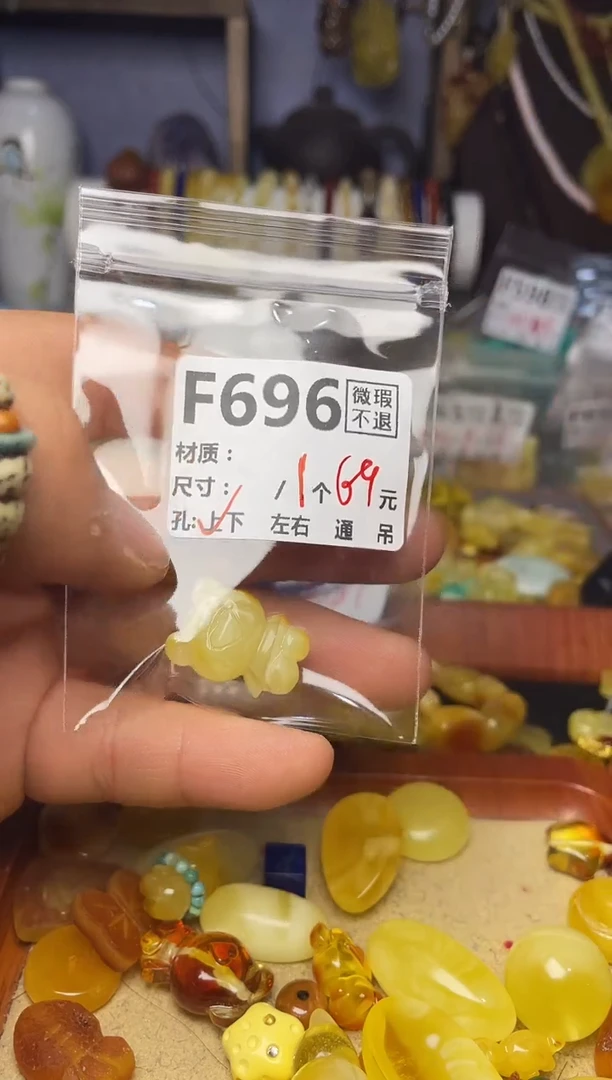 F696 微瑕
不退
材质：
尺寸： / 1个 69元
孔: 上下 左右 通 吊